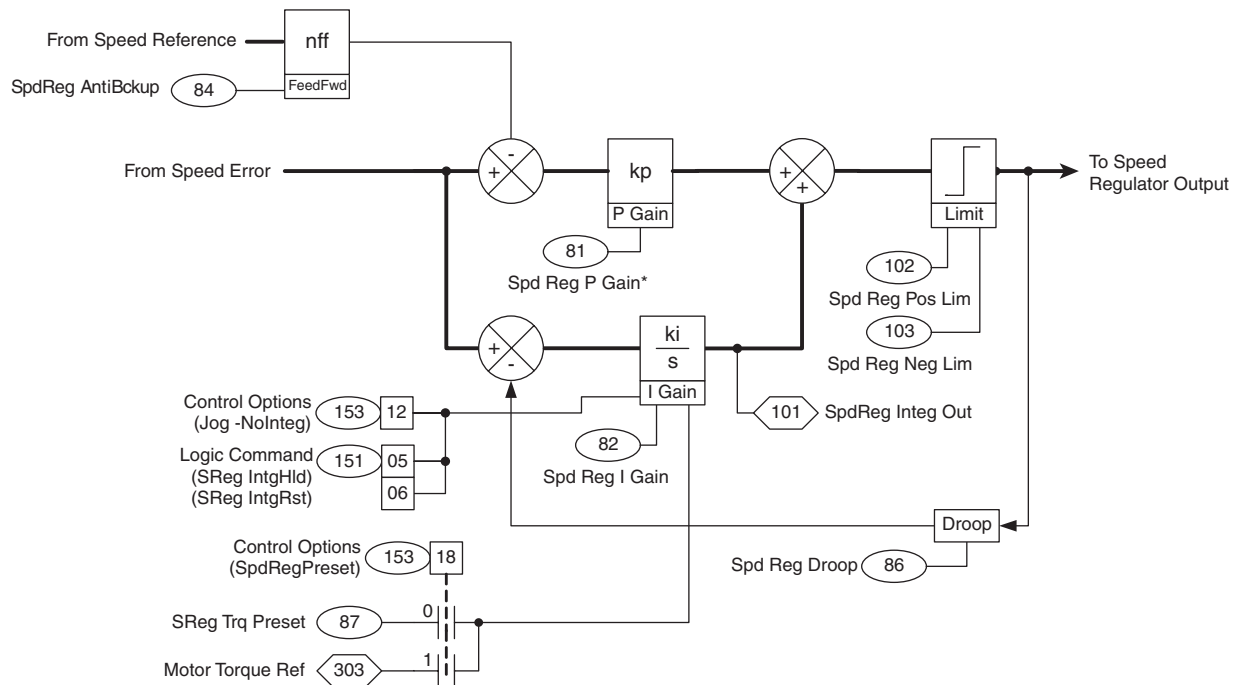 From Speed Reference
nff
SpdReg AntiBckup
84
FeedFwd
From Speed Error
+
-
kp
P Gain
81
Spd Reg P Gain*
+
+
Limit
To Speed
Regulator Output
102
Spd Reg Pos Lim
103
Spd Reg Neg Lim
+
-
ki
s
I Gain
82
Spd Reg I Gain
101
SpdReg Integ Out
Control Options
(Jog -NoInteg)
153
12
Logic Command
(SReg IntgHld)
(SReg IntgRst)
151
05
06
Droop
Spd Reg Droop
86
Control Options
(SpdRegPreset)
153
18
SReg Trq Preset
87
0
Motor Torque Ref
303
1